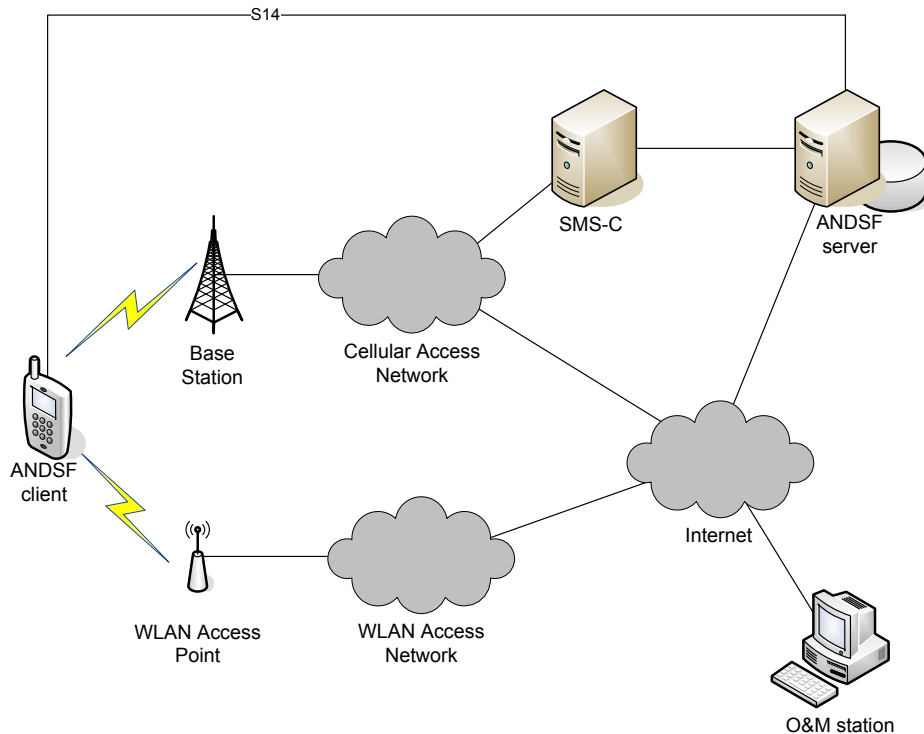 S14
SMS-C
ANDSF
server
Base
Station
Cellular Access
Network
ANDSF
client
Internet
WLAN Access
Point
WLAN Access
Network
O&M station